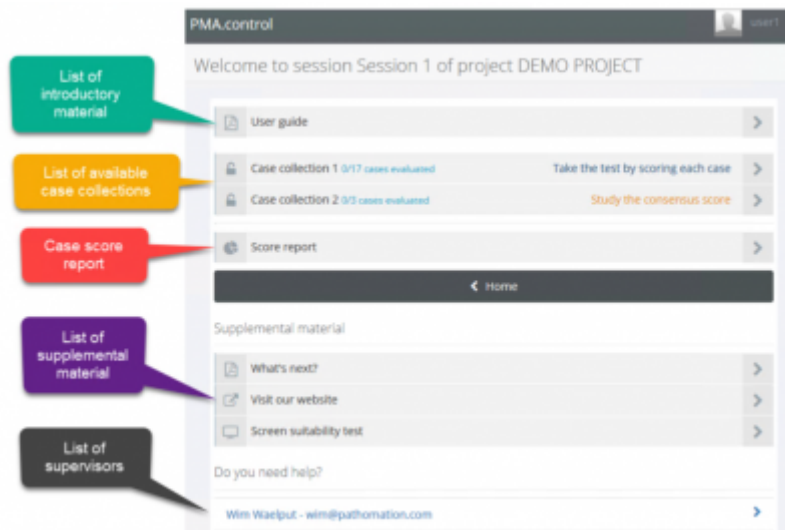 PMA.control
user1
Welcome to session Session 1 of project DEMO PROJECT
List of
introductory
material
User guide
List of available
case collections
Case collection 1 0/17 cases evaluated Take the test by scoring each case
Case collection 2 0/3 cases evaluated Study the consensus score
Case score
report
Score report
Home
Supplemental material
List of
supplemental
material
What's next?
Visit our website
Screen suitability test
List of
supervisors
Do you need help?
Wim Waelput - wim@pathomation.com